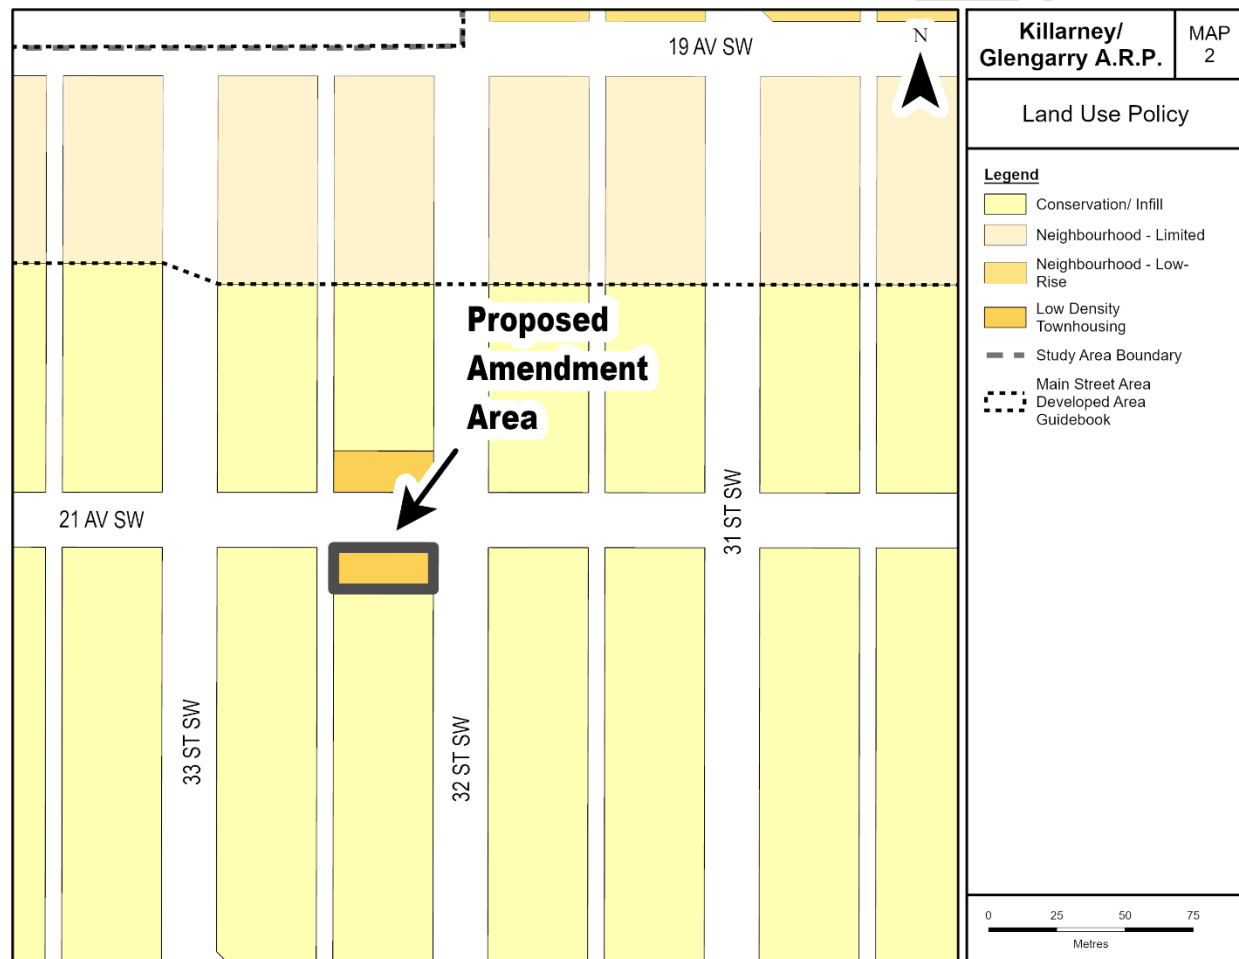 19 AV SW
N
Proposed
Amendment
Area
21 AV SW
31 ST SW
33 ST SW
32 ST SW
Killarney/
Glengarry A.R.P.
MAP
2
Land Use Policy
Legend
Conservation/ Infill
Neighbourhood - Limited
Neighbourhood - Low-
Rise
Low Density
Townhousing
Study Area Boundary
Main Street Area
Developed Area
Guidebook
0 25 50 75
Metres